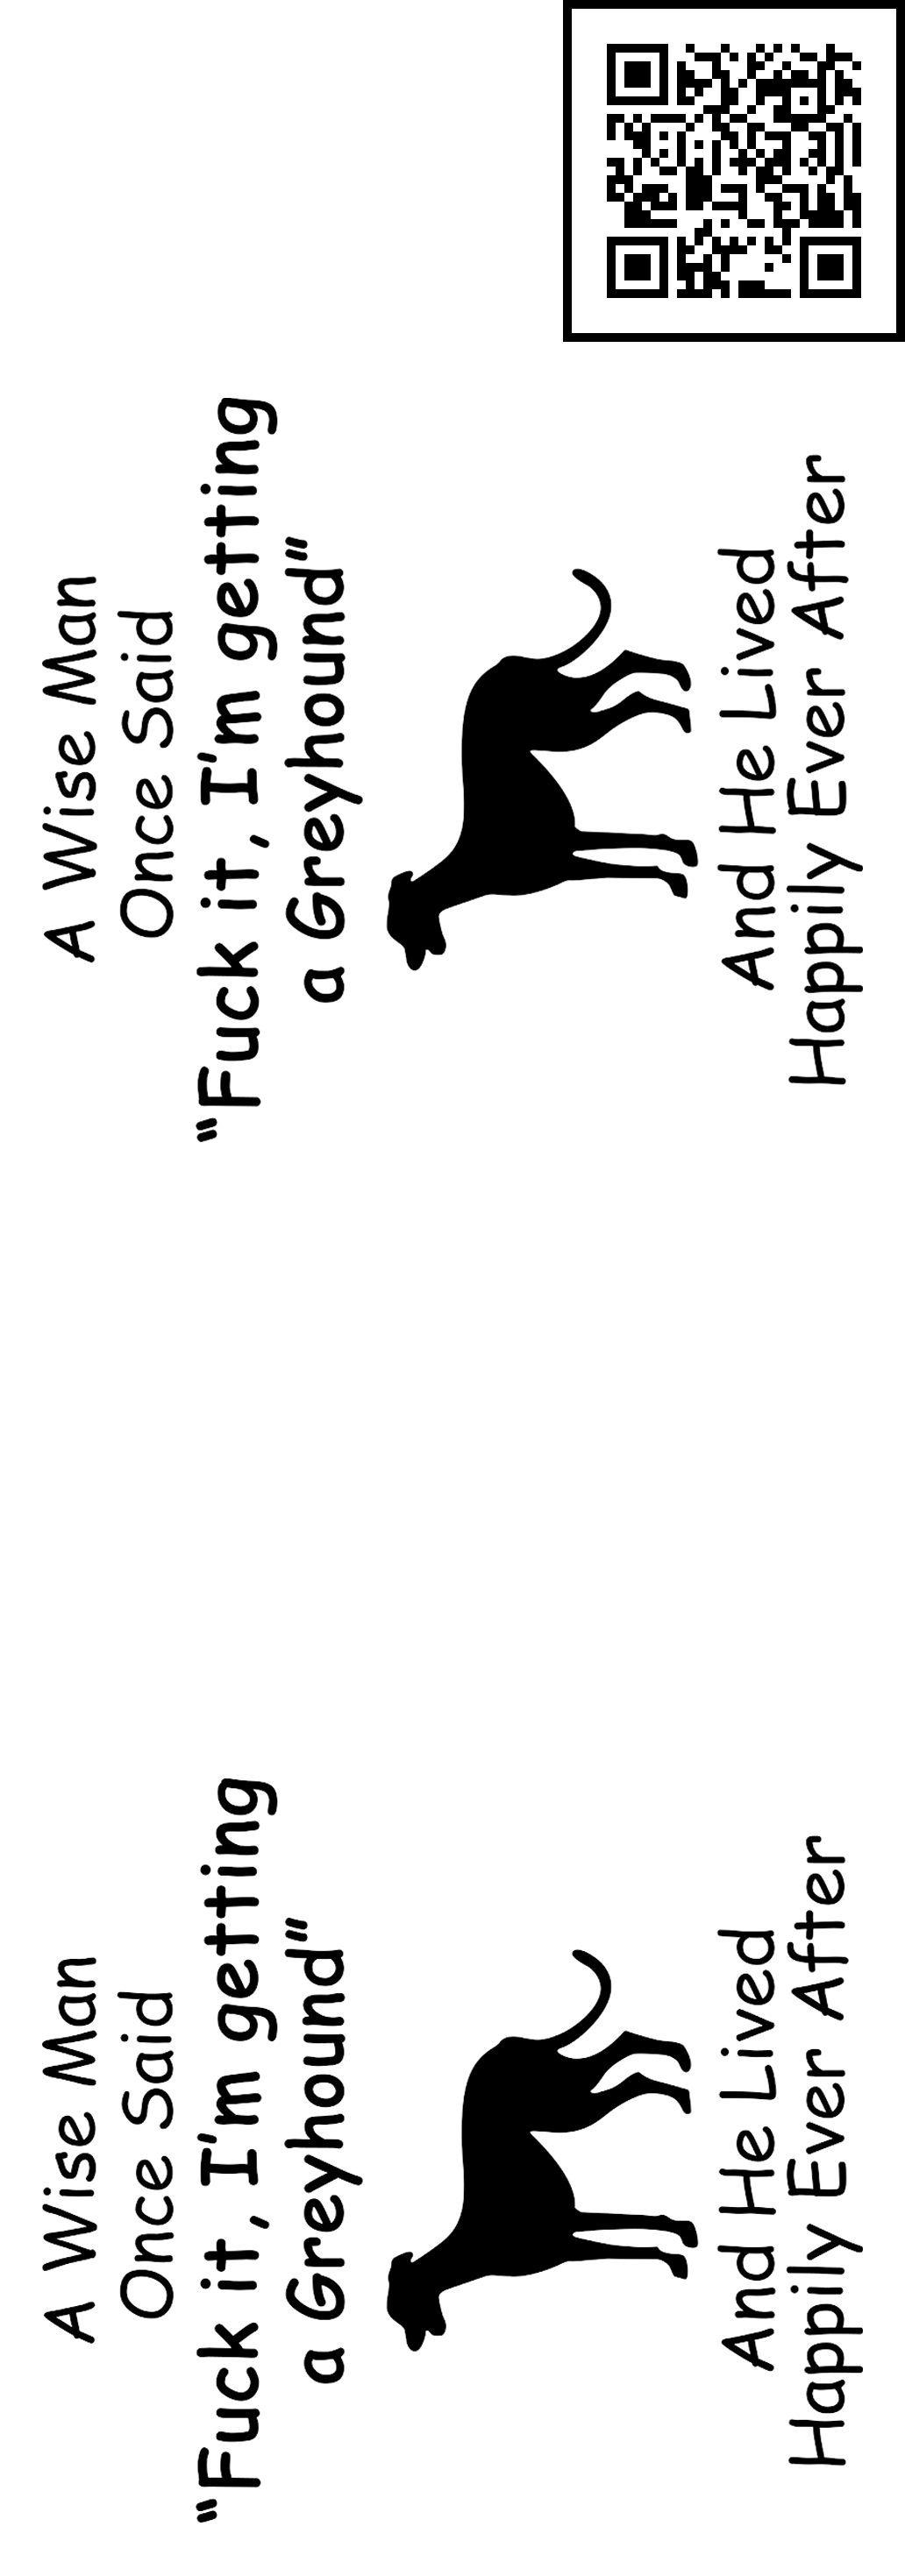 A Wise Man
Once Said
"Fuck it, I'm getting
a Greyhound"
And He Lived
Happily Ever After
A Wise Man
Once Said
"Fuck it, I'm getting
a Greyhound"
And He Lived
Happily Ever After